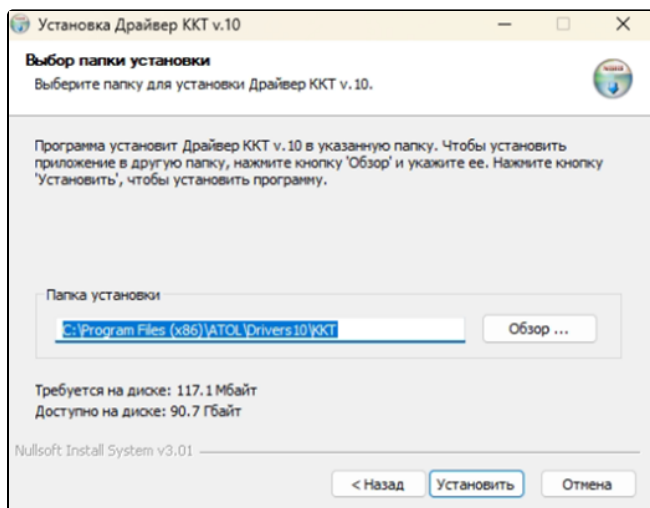 Установка Драйвер ККТ v.10
Выбор папки установки
Выберите папку для установки Драйвер ККТ v.10.
Программа установит Драйвер ККТ v.10 в указанную папку. Чтобы установить
приложение в другую папку, нажмите кнопку 'Обзор' и укажите ее. Нажмите кнопку
'Установить', чтобы установить программу.
Папка установки
C:\Program Files (x86)\ATOL\Drivers10\KKT
Обзор ...
Требуется на диске: 117.1 Мбайт
Доступно на диске: 90.7 Гбайт
Nullsoft Install System v3.01
< Назад
Установить
Отмена